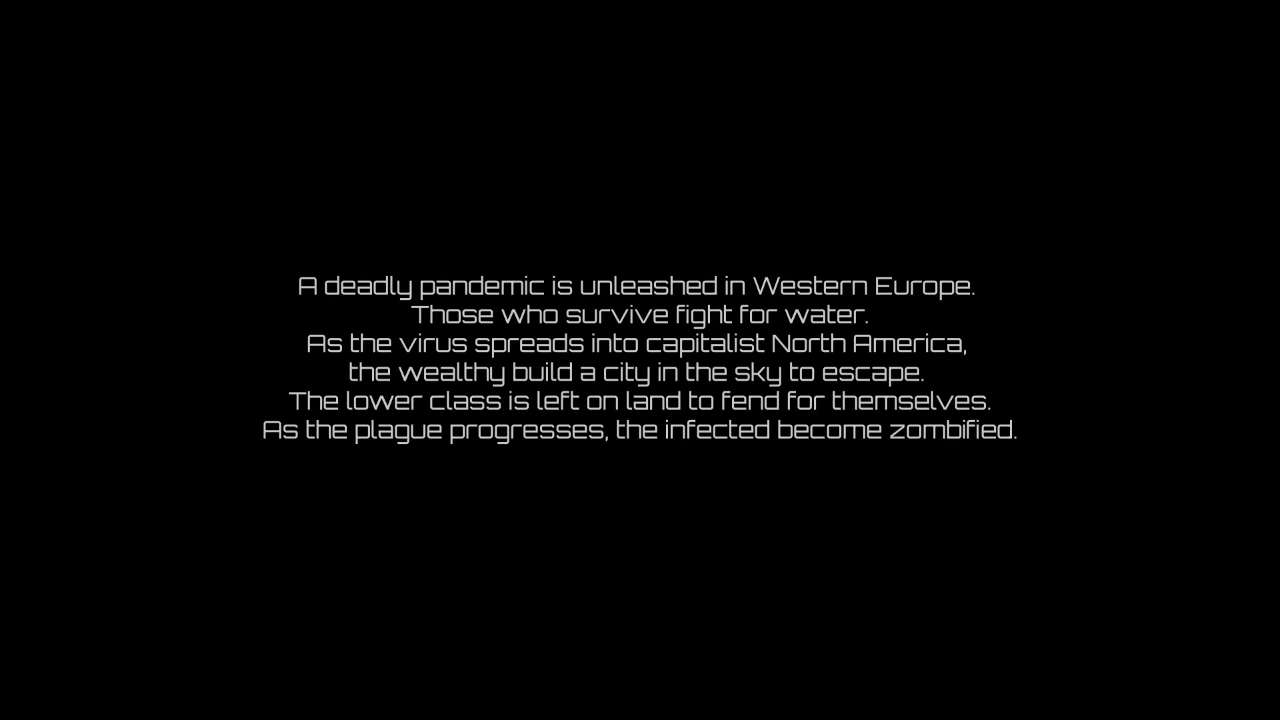 A deadly pandemic is unleashed in Western Europe.
Those who survive fight for water.
As the virus spreads into capitalist North America,
the wealthy build a city in the sky to escape.
The lower class is left on land to fend for themselves.
As the plague progresses, the infected become zombified.